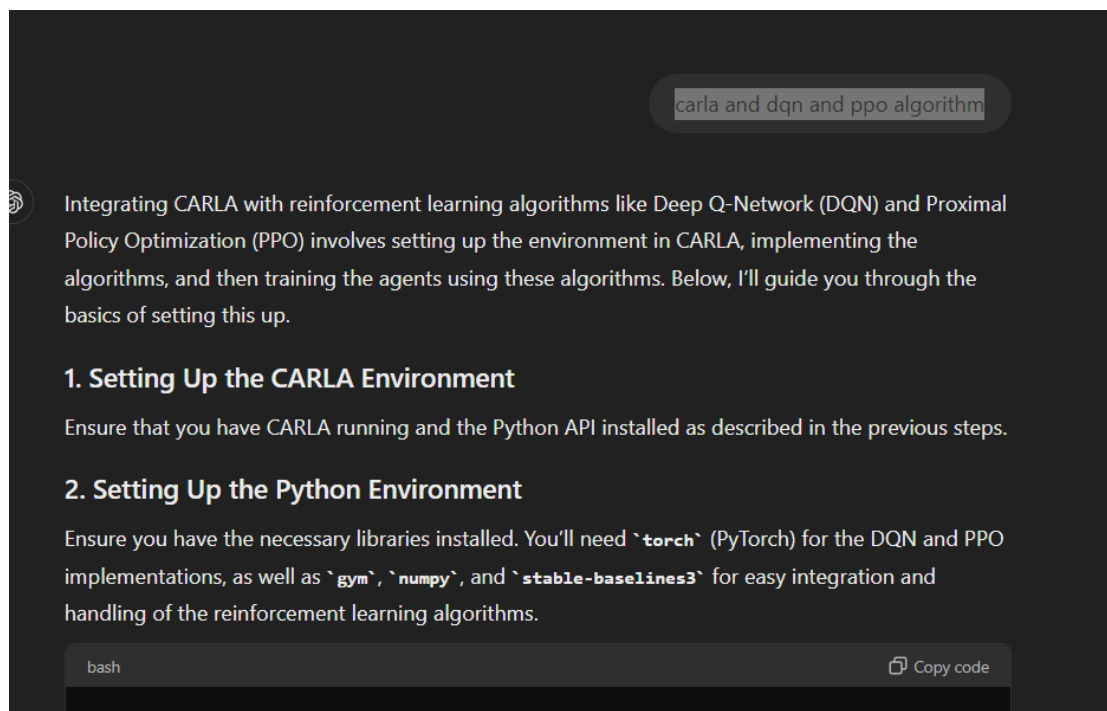 carla and dqn and ppo algorithm
Integrating CARLA with reinforcement learning algorithms like Deep Q-Network (DQN) and Proximal
Policy Optimization (PPO) involves setting up the environment in CARLA, implementing the
algorithms, and then training the agents using these algorithms. Below, I’ll guide you through the
basics of setting this up.
1. Setting Up the CARLA Environment
Ensure that you have CARLA running and the Python API installed as described in the previous steps.
2. Setting Up the Python Environment
Ensure you have the necessary libraries installed. You’ll need `torch` (PyTorch) for the DQN and PPO
implementations, as well as `gym`, `numpy`, and `stable-baselines3` for easy integration and
handling of the reinforcement learning algorithms.
bash
Copy code